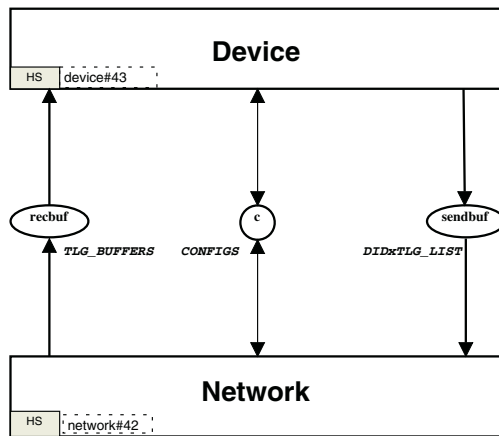 Device
HS device#43
recbuf c sendbuf
TLG_BUFFERS CONFIGS DIDxTLG_LIST
Network
HS network#42